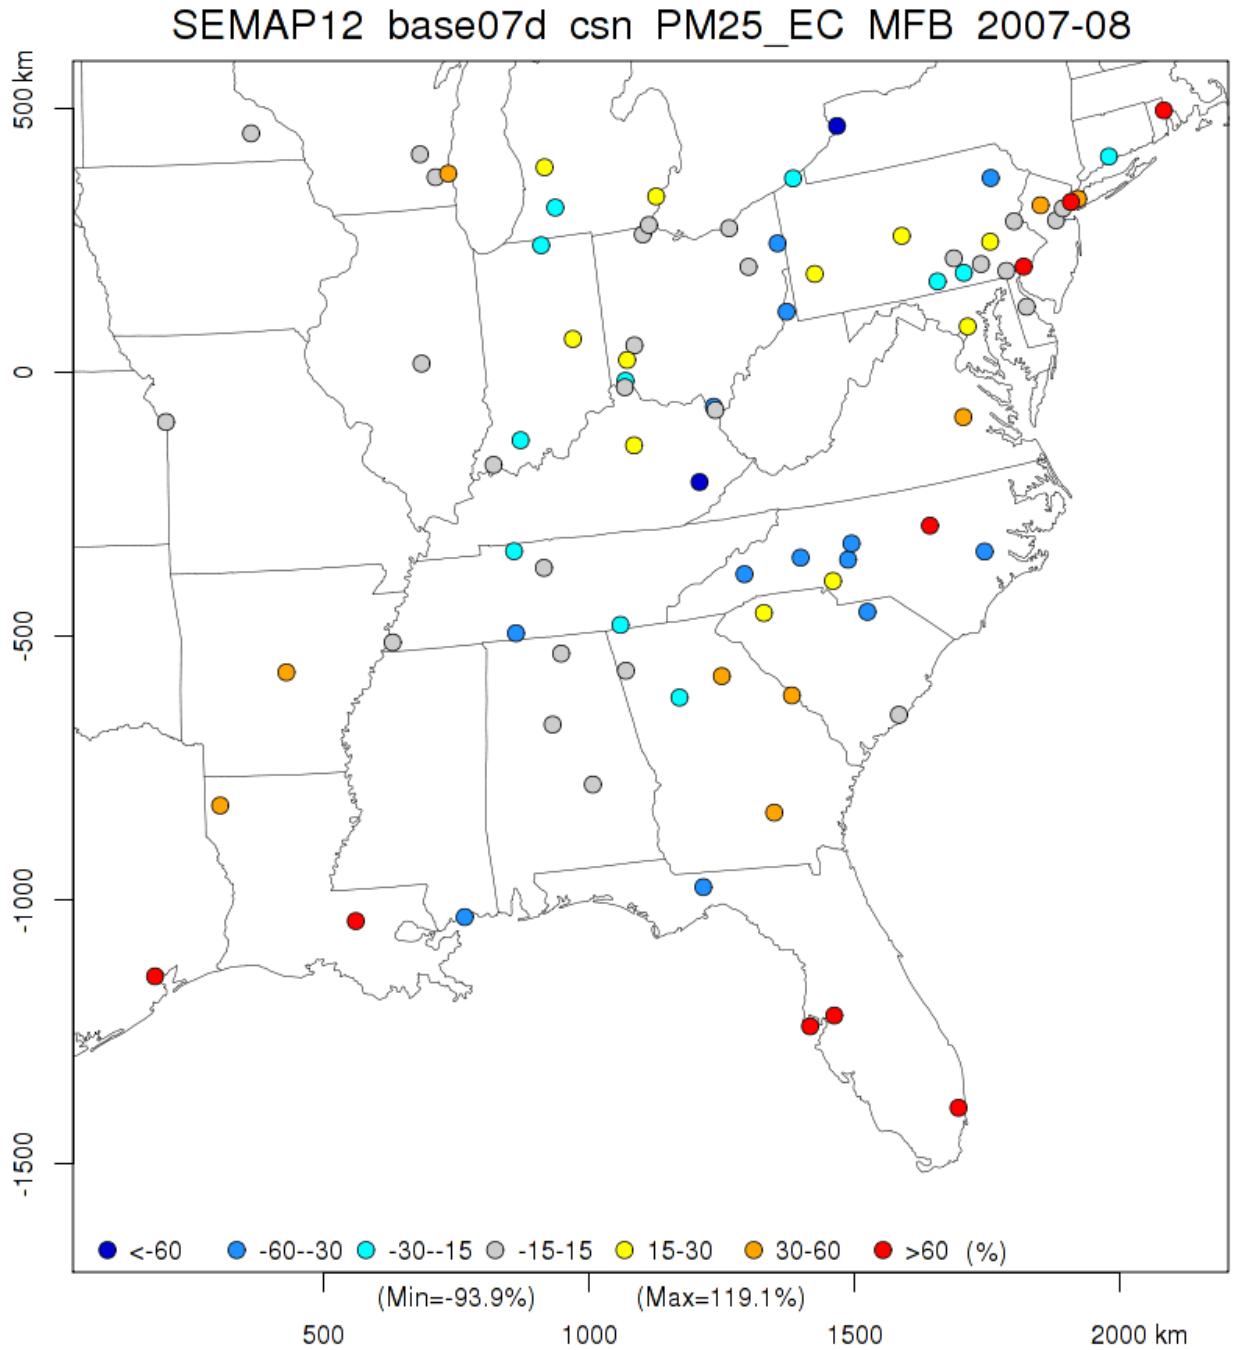 SEMAP12 base07d csn PM25_EC MFB 2007-08
500 km
0
-500
-1000
-1500
<-60 -60--30 -30--15 -15-15 15-30 30-60 >60 (%)
(Min=-93.9%) (Max=119.1%)
500 1000 1500 2000 km